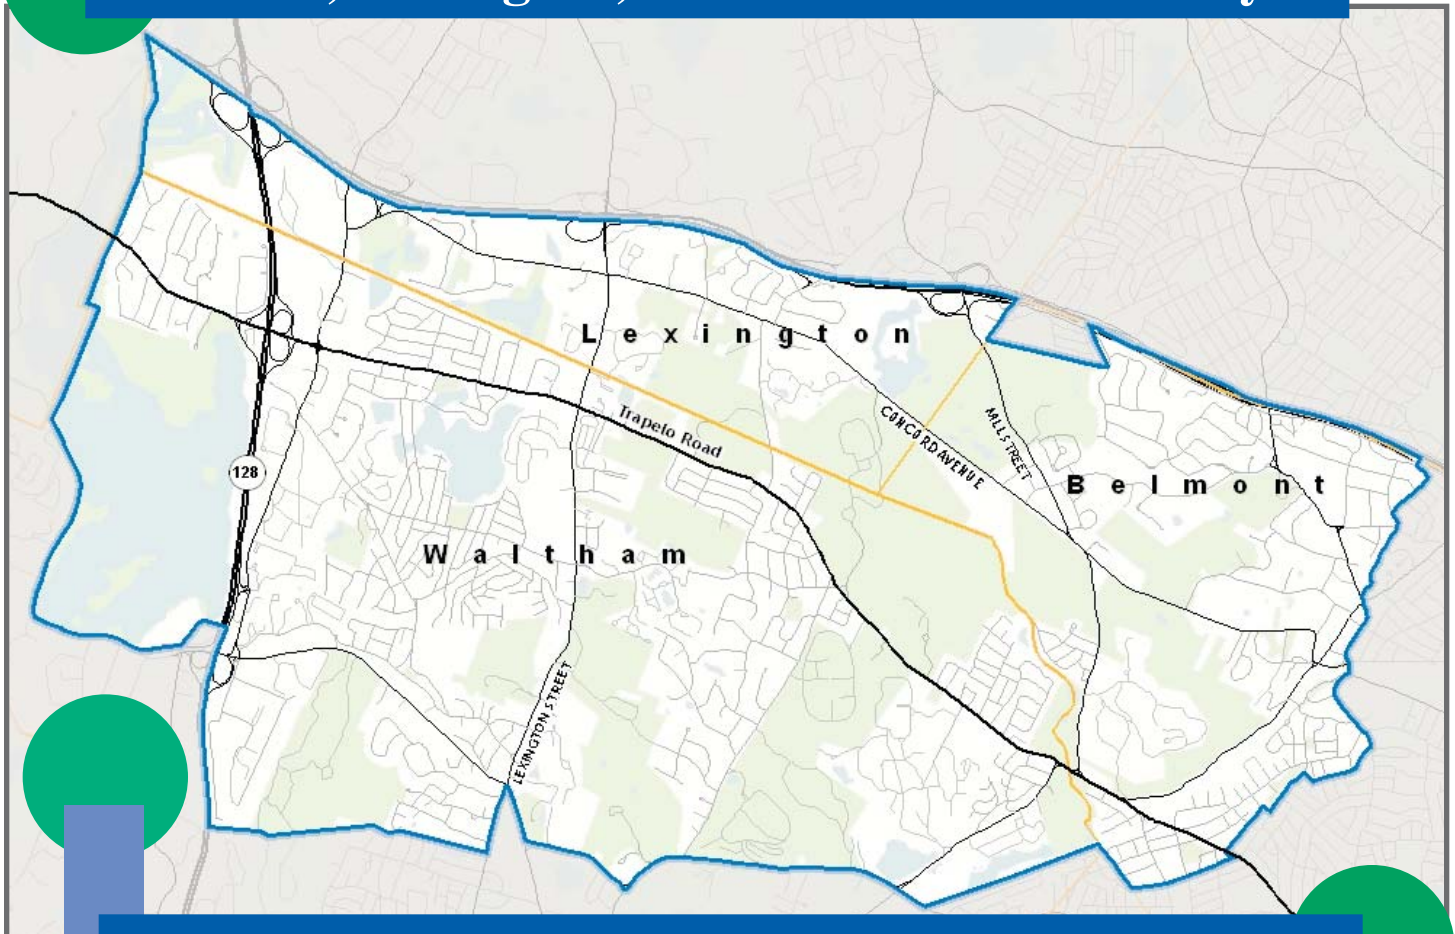 Lexington
Trapelo Road
CONCORD AVENUE
MILL STREET
Belmont
128
Waltham
LEXINGTON STREET